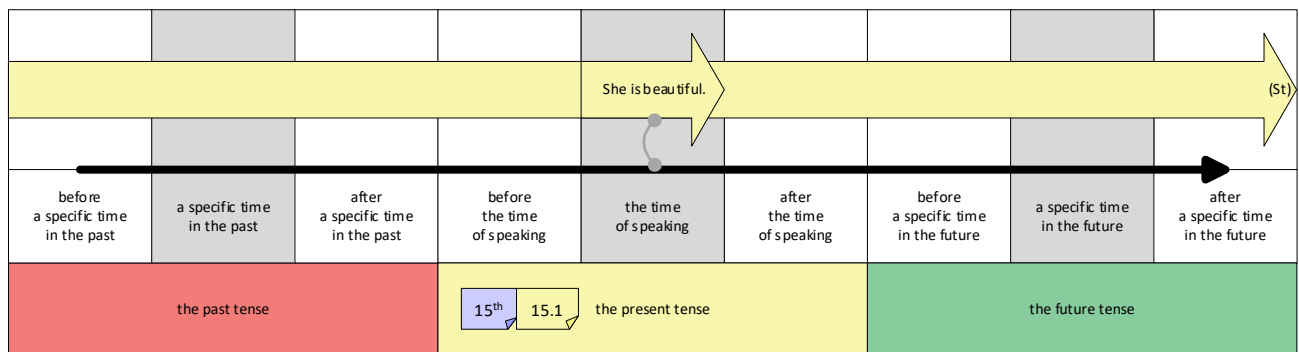 She is beautiful.
(St)
before
a specific time
in the past
a specific time
in the past
after
a specific time
in the past
before
the time
of speaking
the time
of speaking
after
the time
of speaking
before
a specific time
in the future
a specific time
in the future
after
a specific time
in the future
the past tense
15th
15.1
the present tense
the future tense